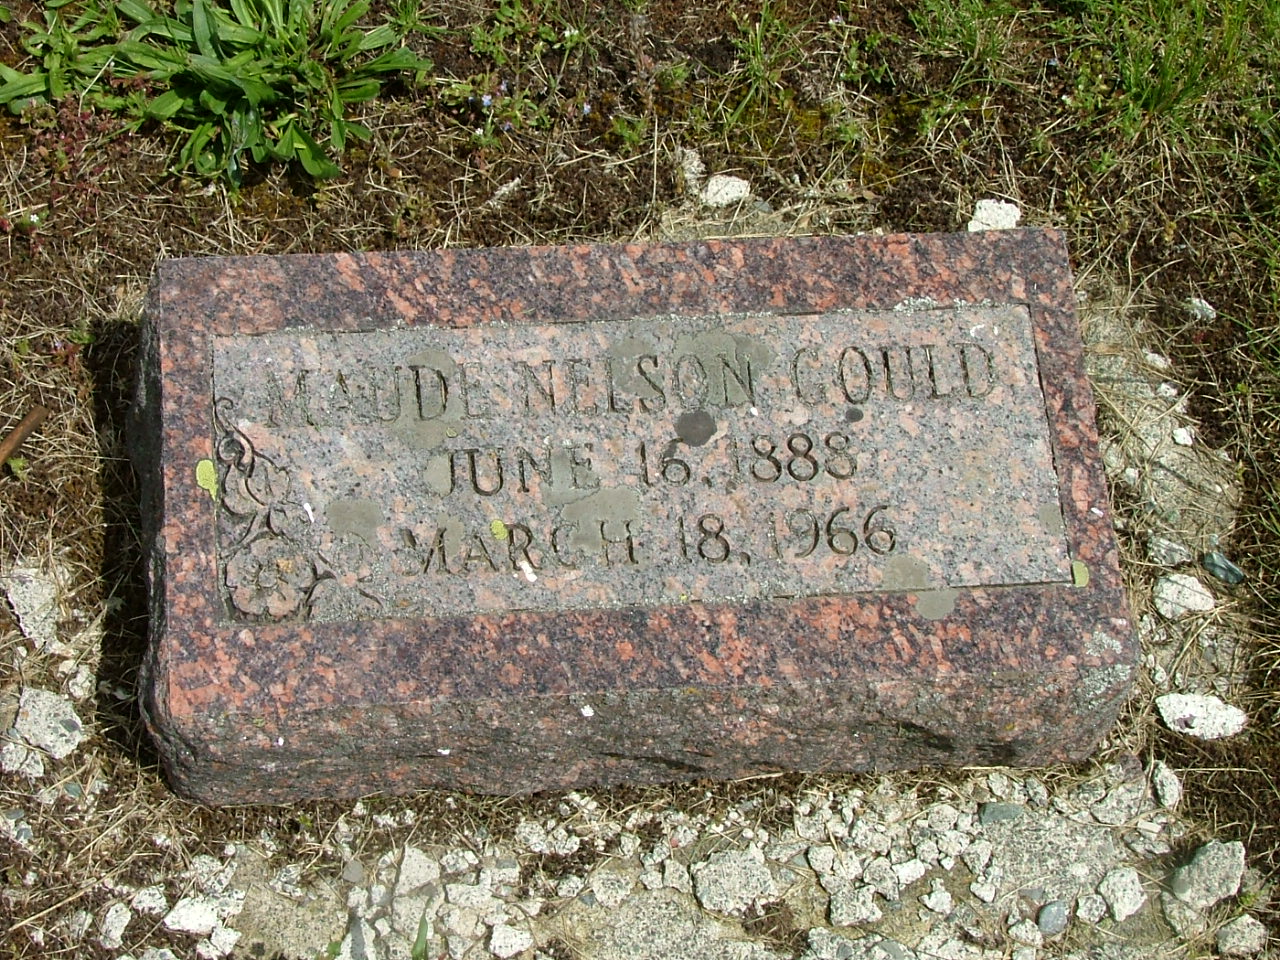 MAUDE NELSON GOULD
JUNE 16, 1888
MARCH 18, 1966